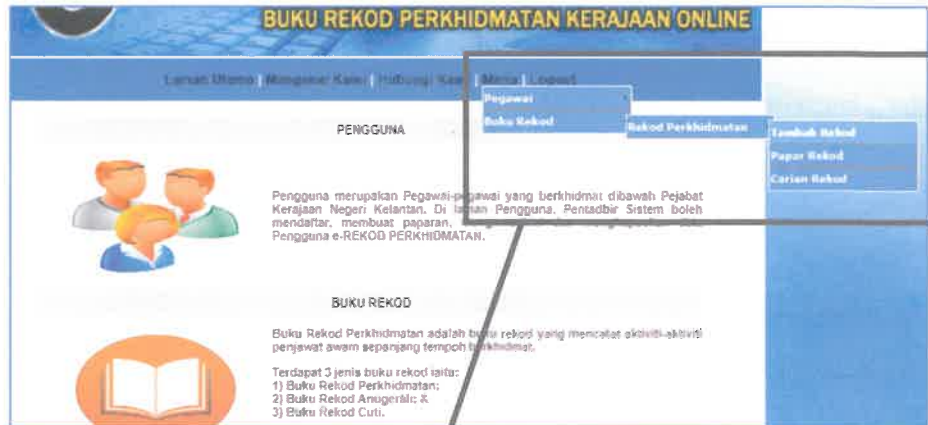 BUKU REKOD PERKHIDMATAN KERAJAAN ONLINE
Laman Utama | Mengenai Kami | Hubungi Kami | Menu | Logout
Pegawai
Buku Rekod
Rekod Perkhidmatan
Tambah Rekod
Papar Rekod
Carian Rekod
PENGGUNA
Pengguna merupakan Pegawai-pegawai yang berkhidmat dibawah Pejabat
Kerajaan Negeri Kelantan. Di laman Pengguna, Pentadbir Sistem boleh
mendaftar, membuat paparan,
Pengguna e-REKOD PERKHIDMATAN.
BUKU REKOD
Buku Rekod Perkhidmatan adalah buku rekod yang mencatat aktiviti-aktiviti
penjawat awam sepanjang tempoh berkhidmat.
Terdapat 3 jenis buku rekod iaitu:
1) Buku Rekod Perkhidmatan;
2) Buku Rekod Anugerah; &
3) Buku Rekod Cuti.